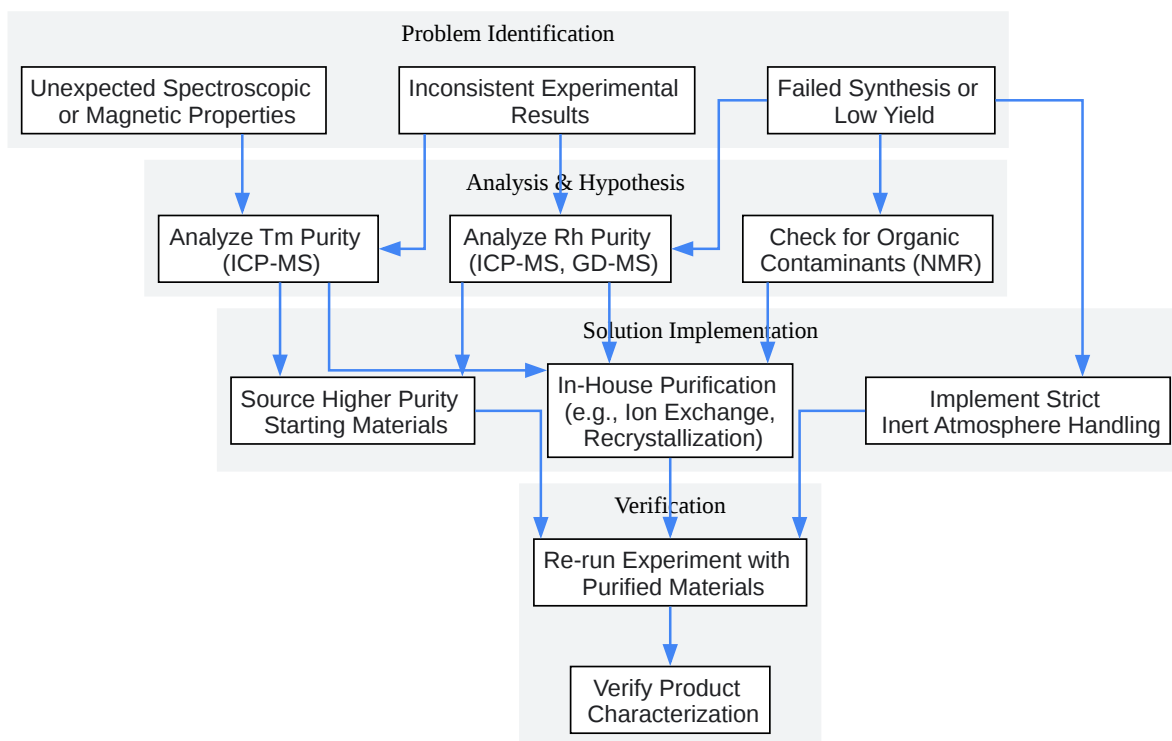 Problem Identification
Unexpected Spectroscopic
or Magnetic Properties
Inconsistent Experimental
Results
Failed Synthesis or
Low Yield
Analysis & Hypothesis
Analyze Tm Purity
(ICP-MS)
Analyze Rh Purity
(ICP-MS, GD-MS)
Check for Organic
Contaminants (NMR)
Solution Implementation
Source Higher Purity
Starting Materials
In-House Purification
(e.g., Ion Exchange,
Recrystallization)
Implement Strict
Inert Atmosphere Handling
Verification
Re-run Experiment with
Purified Materials
Verify Product
Characterization